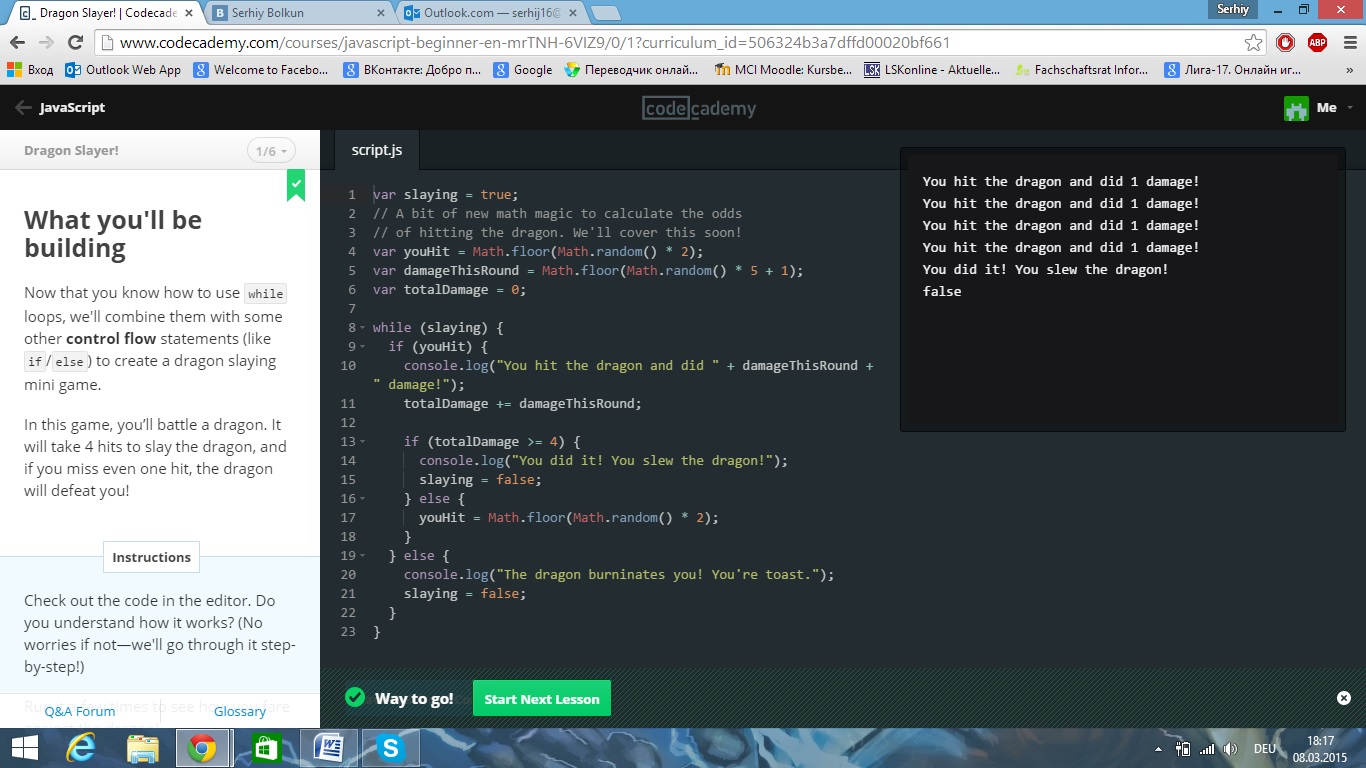 Dragon Slayer! | Codecade
Serhiy Bolkun
Outlook.com — serhij16@
Serhiy
www.codecademy.com/courses/javascript-beginner-en-mrTNH-6VIZ9/0/1?curriculum_id=506324b3a7dffd00020bf661
ABP
Вход
Outlook Web App
Welcome to Facebo...
ВКонтакте: Добро п...
Google
Переводчик онлай...
MCI Moodle: Kursbe...
LSKonline - Aktuelle...
Fachschaftsrat Infor...
Лига-17. Онлайн иг...
»
JavaScript
codecademy
Me
Dragon Slayer!
1/6
What you'll be
building
Now that you know how to use while
loops, we'll combine them with some
other control flow statements (like
if/else) to create a dragon slaying
mini game.
In this game, you’ll battle a dragon. It
will take 4 hits to slay the dragon, and
if you miss even one hit, the dragon
will defeat you!
Instructions
Check out the code in the editor. Do
you understand how it works? (No
worries if not—we'll go through it step-
by-step!)
Q&A Forum
Glossary
script.js
1 var slaying = true;
2 // A bit of new math magic to calculate the odds
3 // of hitting the dragon. We'll cover this soon!
4 var youHit = Math.floor(Math.random() * 2);
5 var damageThisRound = Math.floor(Math.random() * 5 + 1);
6 var totalDamage = 0;
7
8 while (slaying) {
9 if (youHit) {
10 console.log("You hit the dragon and did " + damageThisRound +
" damage!");
11 totalDamage += damageThisRound;
12
13 if (totalDamage >= 4) {
14 console.log("You did it! You slew the dragon!");
15 slaying = false;
16 } else {
17 youHit = Math.floor(Math.random() * 2);
18 }
19 } else {
20 console.log("The dragon burninates you! You're toast.");
21 slaying = false;
22 }
23 }
You hit the dragon and did 1 damage!
You hit the dragon and did 1 damage!
You hit the dragon and did 1 damage!
You hit the dragon and did 1 damage!
You did it! You slew the dragon!
false
Way to go!
Start Next Lesson
DEU
18:17
08.03.2015